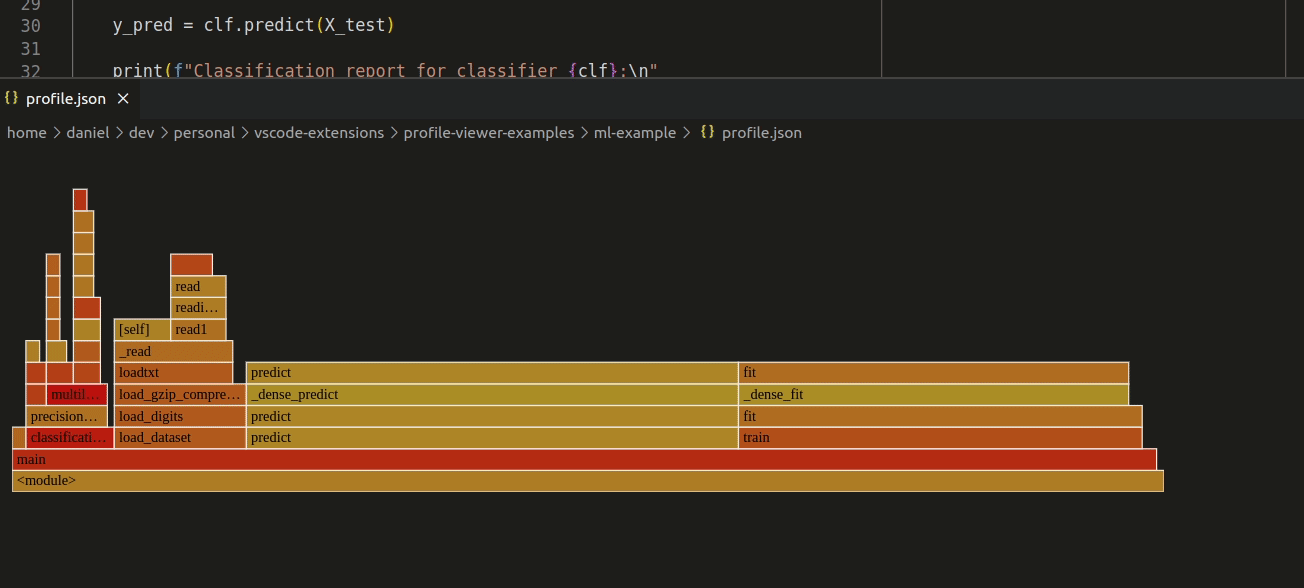 29
30 y_pred = clf.predict(X_test)
31
32 print(f"Classification report for classifier {clf}:\n"
{} profile.json ×
home > daniel > dev > personal > vscode-extensions > profile-viewer-examples > ml-example > {} profile.json
read
readi...
[self] read1
_read
loadtxt predict fit
multil... load_gzip_compre... _dense_predict _dense_fit
precision... load_digits predict fit
classificati... load_dataset predict train
main
<module>